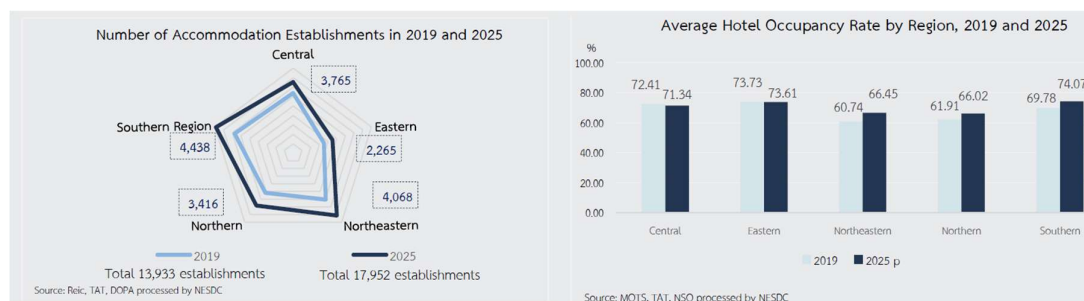 Number of Accommodation Establishments in 2019 and 2025
Central
3,765
Southern Region
Eastern
4,438
2,265
3,416
4,068
Northern
Northeastern
2019
2025
Total 13,933 establishments
Total 17,952 establishments
Source: Reic, TAT, DOPA processed by NESDC
Average Hotel Occupancy Rate by Region, 2019 and 2025
%
100.00
80.00
60.00
40.00
20.00
0.00
72.41
71.34
73.73
73.61
60.74
66.45
61.91
66.02
69.78
74.07
Central
Eastern
Northeastern
Northern
Southern
2019
2025 p
Source: MOTS, TAT, NSO processed by NESDC